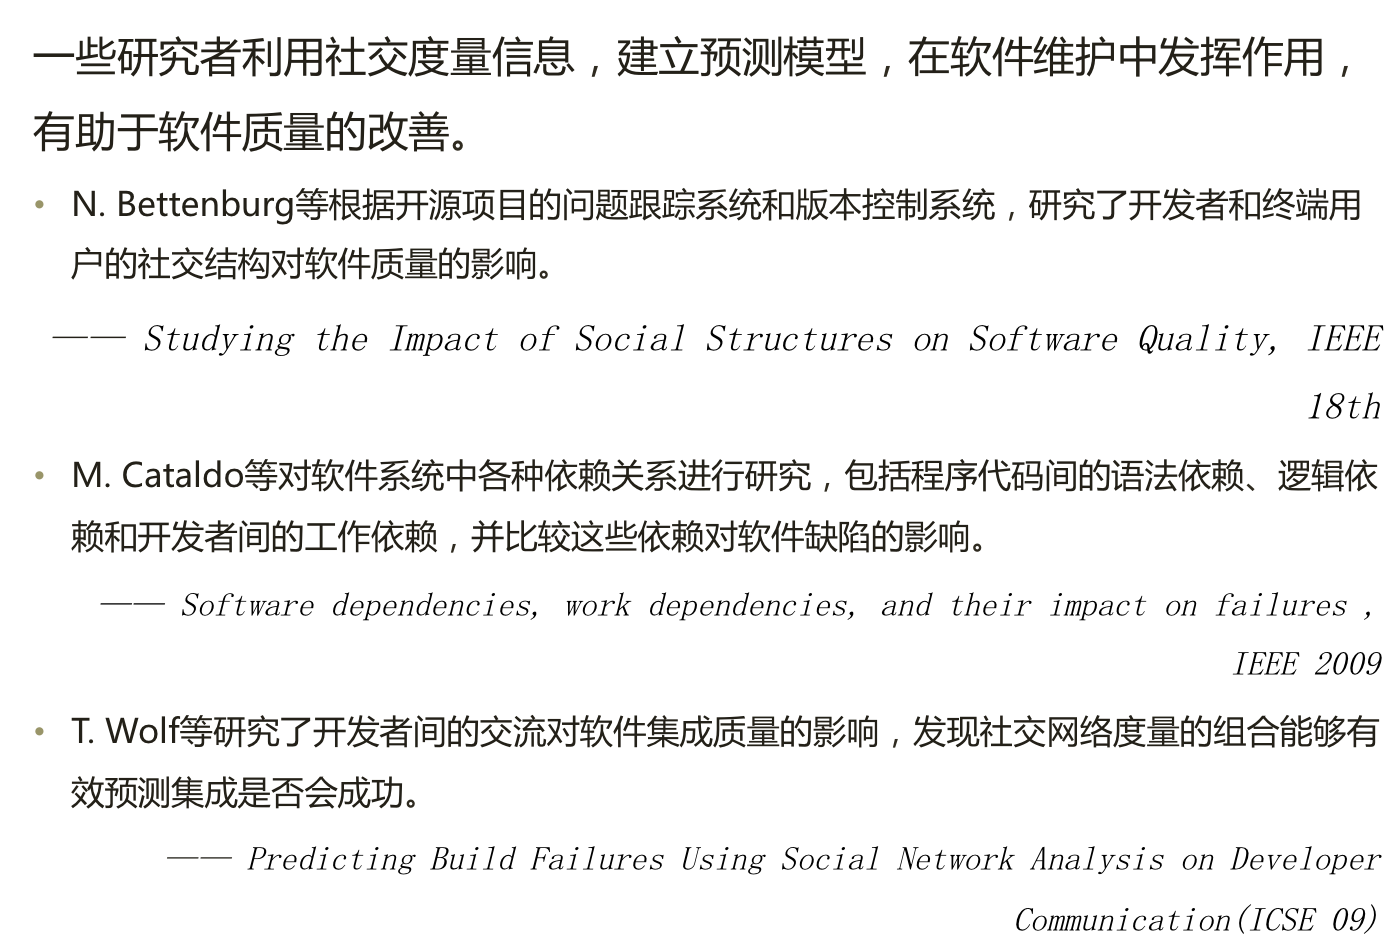 一些研究者利用社交度量信息，建立预测模型，在软件维护中发挥作用，
有助于软件质量的改善。
• N. Bettenburg等根据开源项目的问题跟踪系统和版本控制系统，研究了开发者和终端用
户的社交结构对软件质量的影响。
—— Studying the Impact of Social Structures on Software Quality, IEEE
18th
• M. Cataldo等对软件系统中各种依赖关系进行研究，包括程序代码间的语法依赖、逻辑依
赖和开发者间的工作依赖，并比较这些依赖对软件缺陷的影响。
—— Software dependencies, work dependencies, and their impact on failures ,
IEEE 2009
• T. Wolf等研究了开发者间的交流对软件集成质量的影响，发现社交网络度量的组合能够有
效预测集成是否会成功。
—— Predicting Build Failures Using Social Network Analysis on Developer
Communication(ICSE 09)